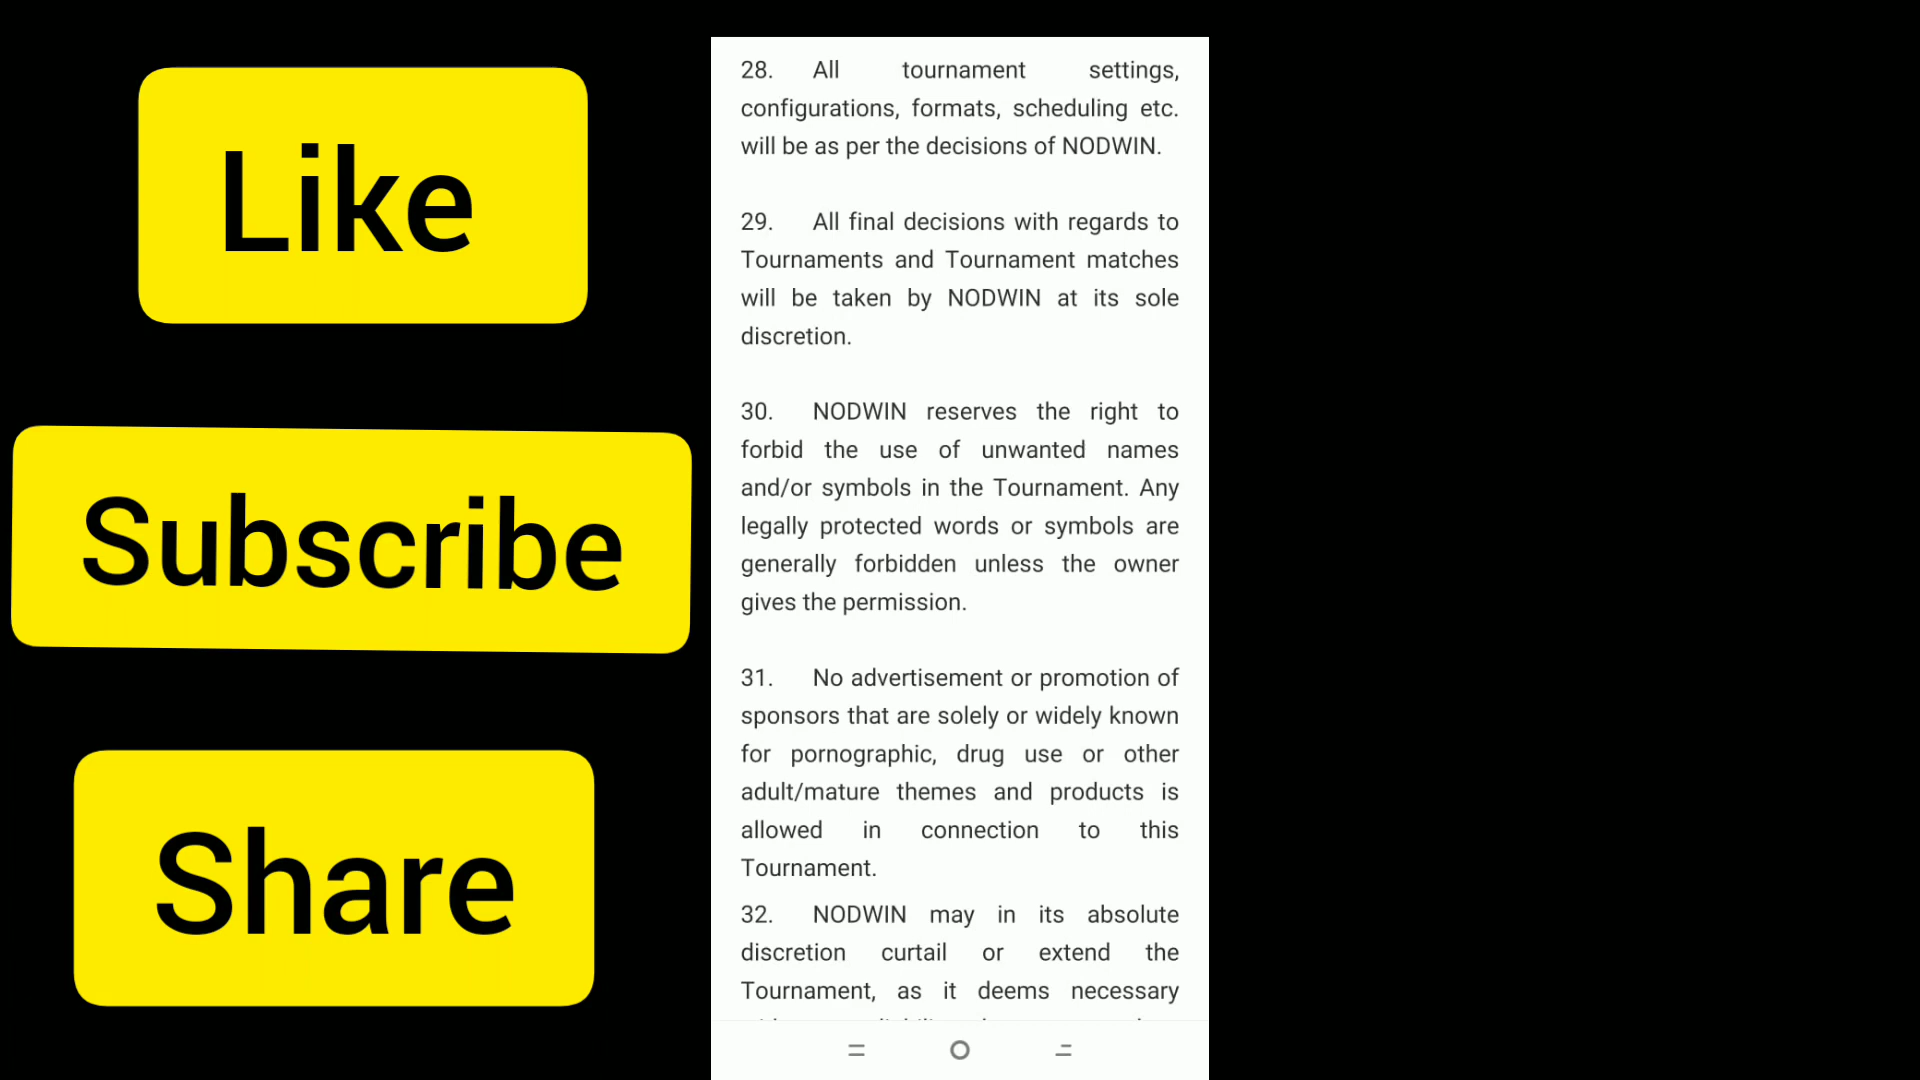 Like
Subscribe
Share
28. All tournament settings,
configurations, formats, scheduling etc.
will be as per the decisions of NODWIN.
29. All final decisions with regards to
Tournaments and Tournament matches
will be taken by NODWIN at its sole
discretion.
30. NODWIN reserves the right to
forbid the use of unwanted names
and/or symbols in the Tournament. Any
legally protected words or symbols are
generally forbidden unless the owner
gives the permission.
31. No advertisement or promotion of
sponsors that are solely or widely known
for pornographic, drug use or other
adult/mature themes and products is
allowed in connection to this
Tournament.
32. NODWIN may in its absolute
discretion curtail or extend the
Tournament, as it deems necessary